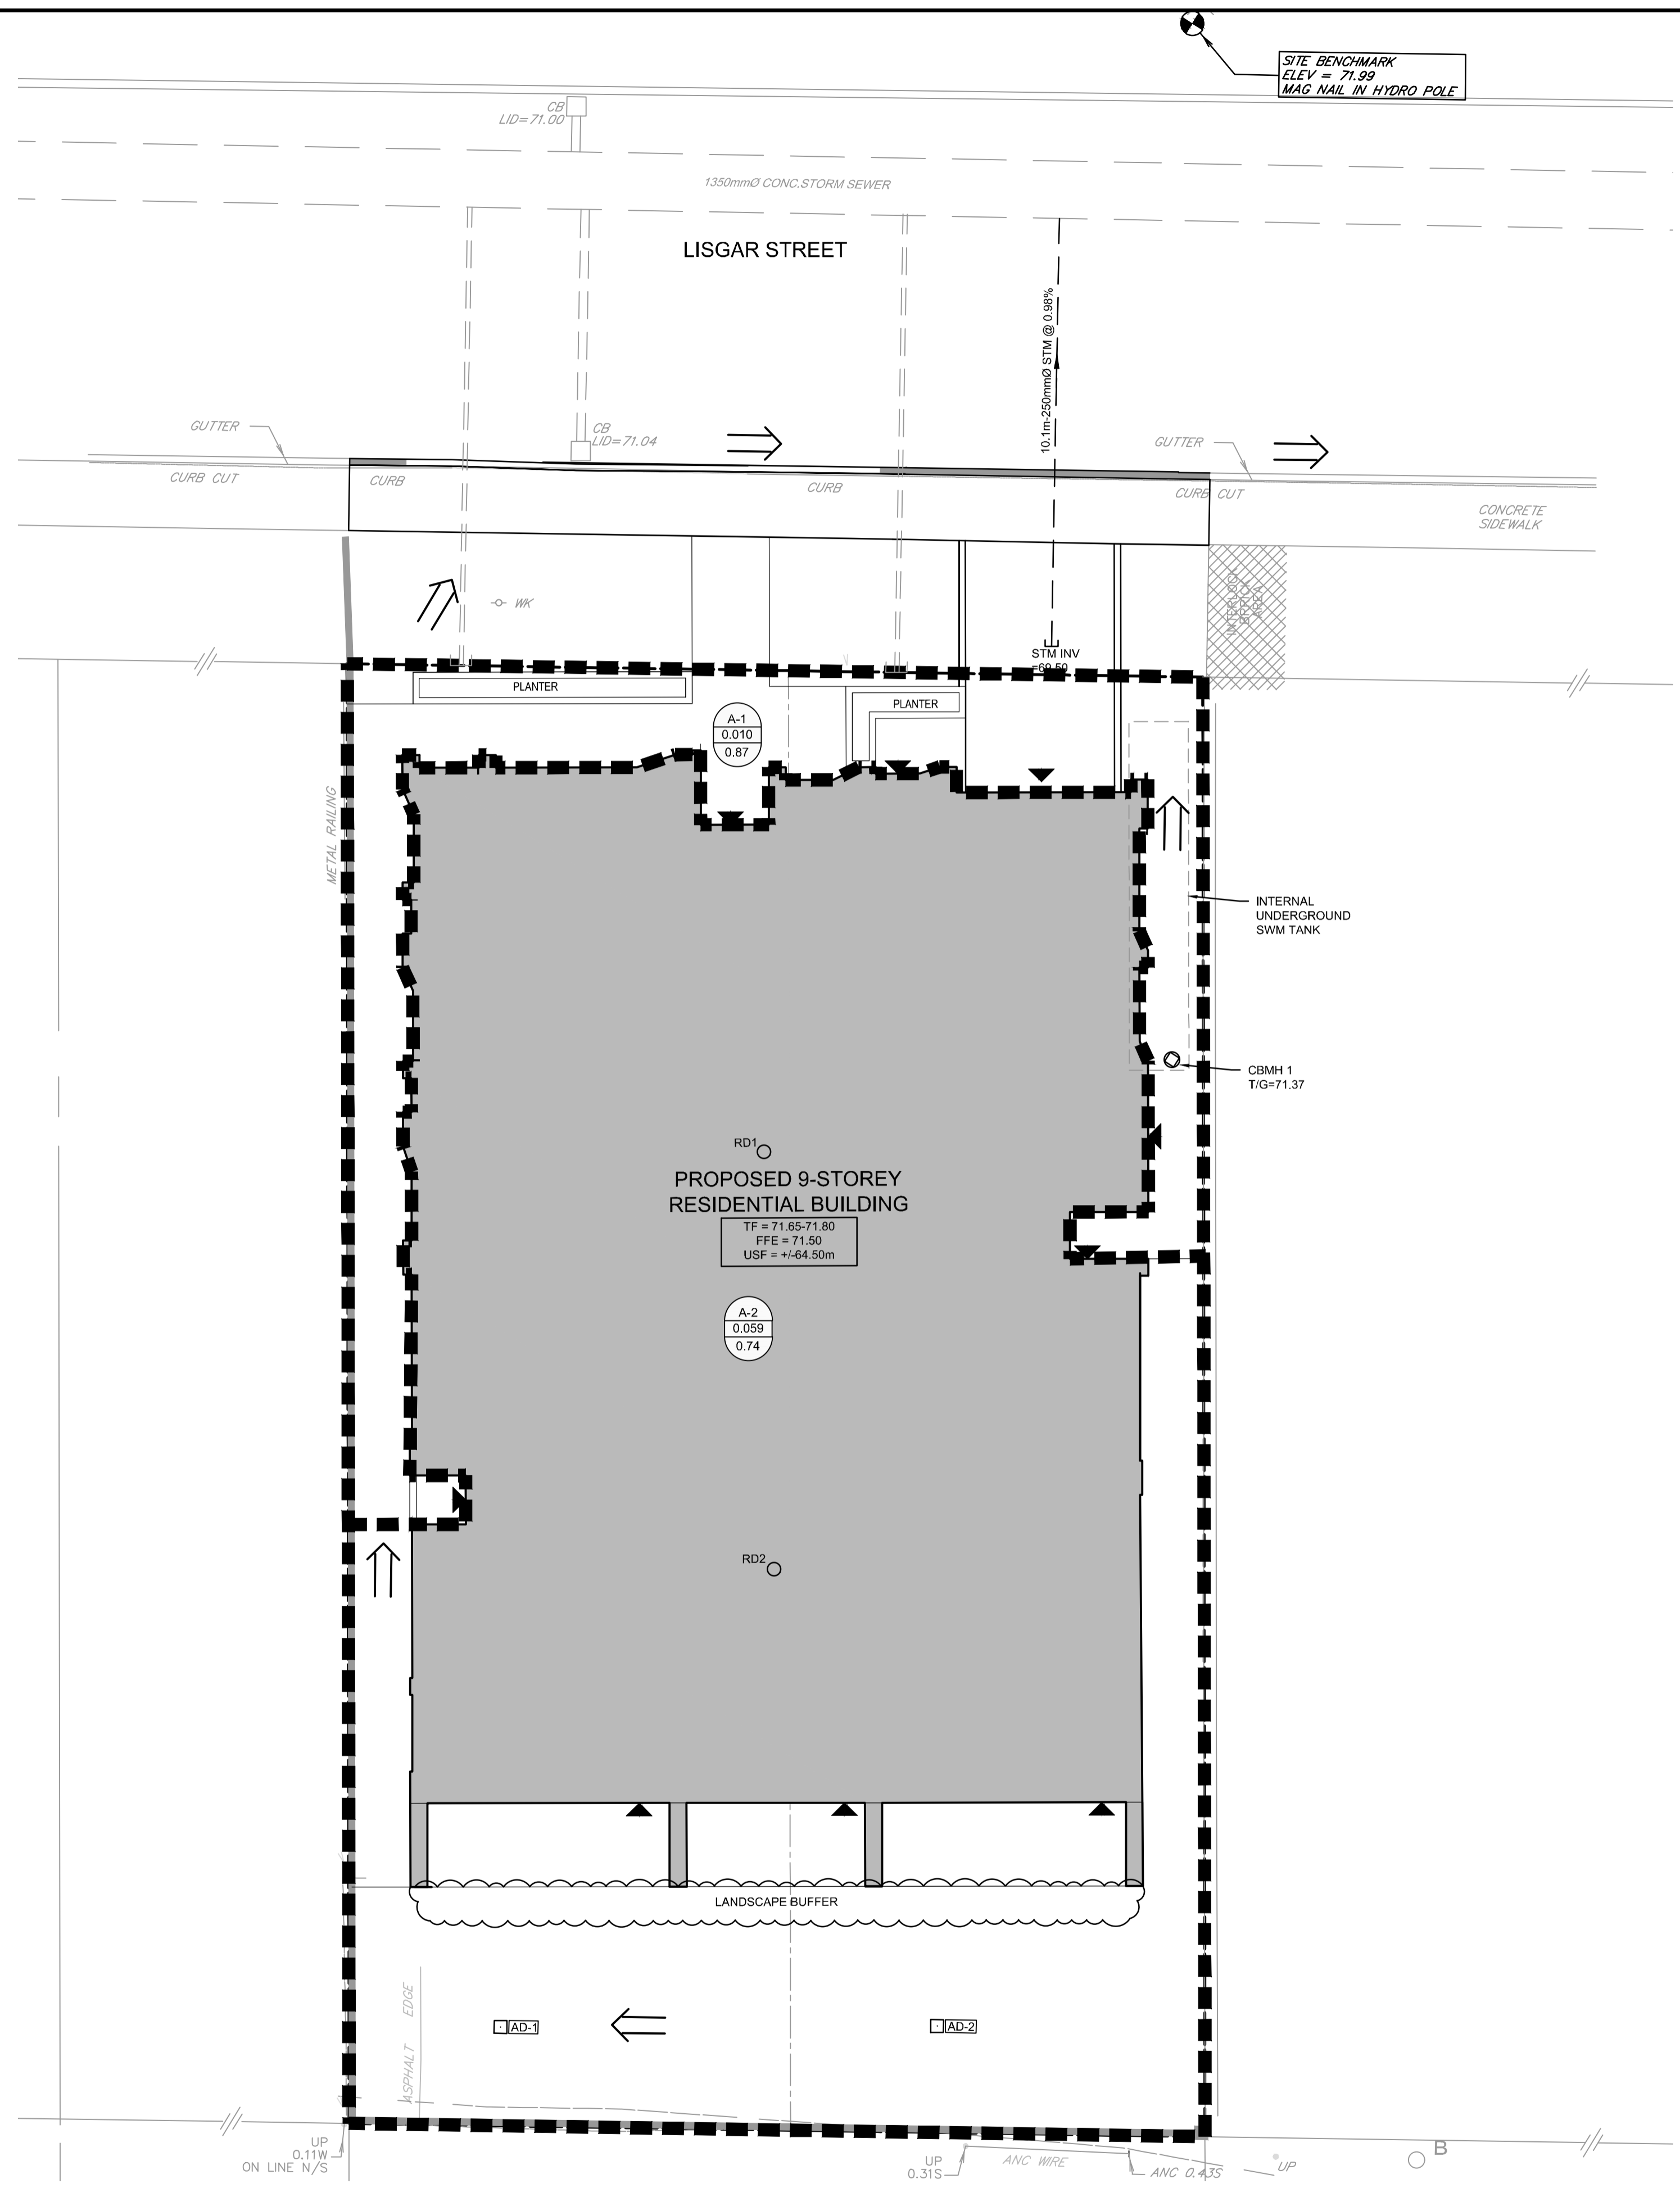 SITE BENCHMARK
ELEV = 71.99
MAG NAIL IN HYDRO POLE
CB
LID=71.00
1350mmØ CONC.STORM SEWER
LISGAR STREET
10.1m-250mmØ STM @ 0.98%
GUTTER
CB
LID=71.04
GUTTER
CURB CUT
CURB
CURB
CURB CUT
CONCRETE
SIDEWALK
INTERLOCK
BRICK
AREA
WK
STM INV
=69.50
PLANTER
PLANTER
A-1
0.010
0.87
METAL RAILING
INTERNAL
UNDERGROUND
SWM TANK
CBMH 1
T/G=71.37
RD1
PROPOSED 9-STOREY
RESIDENTIAL BUILDING
TF = 71.65-71.80
FFE = 71.50
USF = +/-64.50m
A-2
0.059
0.74
RD2
LANDSCAPE BUFFER
ASPHALT EDGE
AD-1
AD-2
UP
0.11W
ON LINE N/S
UP
0.31S
ANC WIRE
ANC 0.43S
UP
B